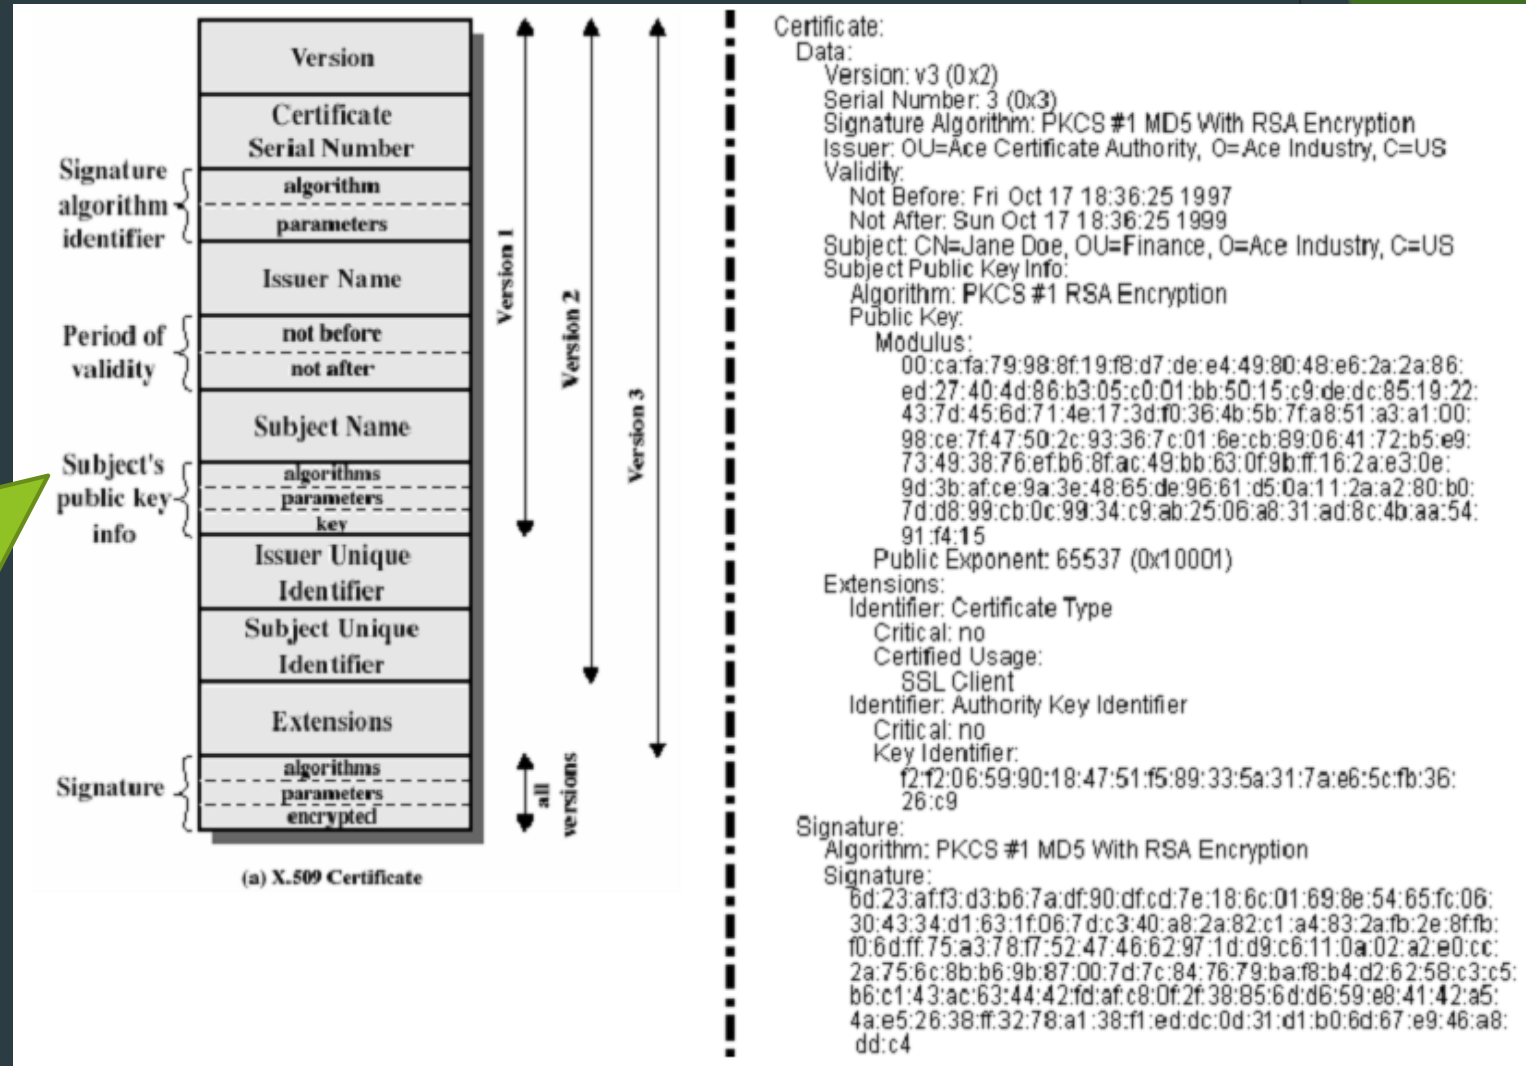 Version
Certificate
Serial Number
Signature
algorithm
identifier
algorithm
parameters
Issuer Name
Period of
validity
not before
not after
Subject Name
Subject's
public key
info
algorithms
parameters
key
Issuer Unique
Identifier
Subject Unique
Identifier
Extensions
Signature
algorithms
parameters
encrypted
Version 1
Version 2
Version 3
all
versions
(a) X.509 Certificate
Certificate:
Data:
Version: v3 (0x2)
Serial Number: 3 (0x3)
Signature Algorithm: PKCS #1 MD5 With RSA Encryption
Issuer: OU=Ace Certificate Authority, O=Ace Industry, C=US
Validity:
Not Before: Fri Oct 17 18:36:25 1997
Not After: Sun Oct 17 18:36:25 1999
Subject: CN=Jane Doe, OU=Finance, O=Ace Industry, C=US
Subject Public Key Info:
Algorithm: PKCS #1 RSA Encryption
Public Key:
Modulus:
00:ca:fa:79:98:8f:19:f8:d7:de:e4:49:80:48:e6:2a:2a:86:
ed:27:40:4d:86:b3:05:c0:01:bb:50:15:c9:de:dc:85:19:22:
43:7d:45:6d:71:4e:17:3d:f0:36:4b:5b:7f:a8:51:a3:a1:00:
98:ce:7f:47:50:2c:93:36:7c:01:6e:cb:89:06:41:72:b5:e9:
73:49:38:76:ef:b6:8f:ac:49:bb:63:0f:9b:ff:16:2a:e3:0e:
9d:3b:af:ce:9a:3e:48:65:de:96:61:d5:0a:11:2a:a2:80:b0:
7d:d8:99:cb:0c:99:34:c9:ab:25:06:a8:31:ad:8c:4b:aa:54:
91:f4:15
Public Exponent: 65537 (0x10001)
Extensions:
Identifier: Certificate Type
Critical: no
Certified Usage:
SSL Client
Identifier: Authority Key Identifier
Critical: no
Key Identifier:
f2:f2:06:59:90:18:47:51:f5:89:33:5a:31:7a:e6:5c:fb:36:
26:c9
Signature:
Algorithm: PKCS #1 MD5 With RSA Encryption
Signature:
6d:23:af:f3:d3:b6:7a:df:90:df:cd:7e:18:6c:01:69:8e:54:65:fc:06:
30:43:34:d1:63:1f:06:7d:c3:40:a8:2a:82:c1:a4:83:2a:fb:2e:8f:fb:
f0:6d:ff:75:a3:78:f7:52:47:46:62:97:1d:d9:c6:11:0a:02:a2:e0:cc:
2a:75:6c:8b:b6:9b:87:00:7d:7c:84:76:79:ba:f8:b4:d2:62:58:c3:c5:
b6:c1:43:ac:63:44:42:fd:af:c8:0f:2f:38:85:6d:d6:59:e8:41:42:a5:
4a:e5:26:38:ff:32:78:a1:38:f1:ed:dc:0d:31:d1:b0:6d:67:e9:46:a8:
dd:c4